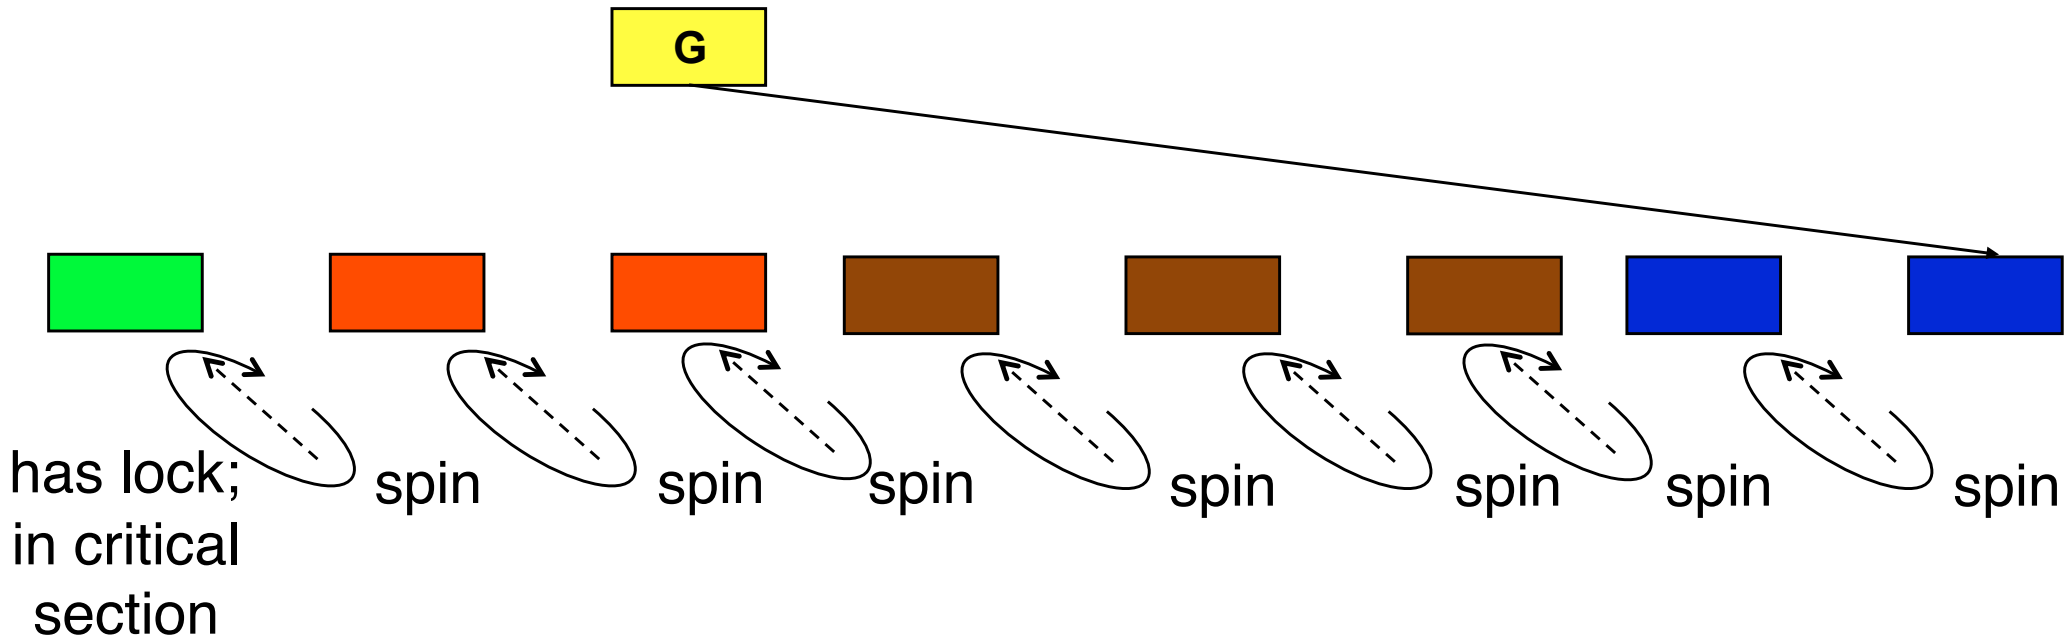 G
has lock;
in critical
section
spin
spin
spin
spin
spin
spin
spin